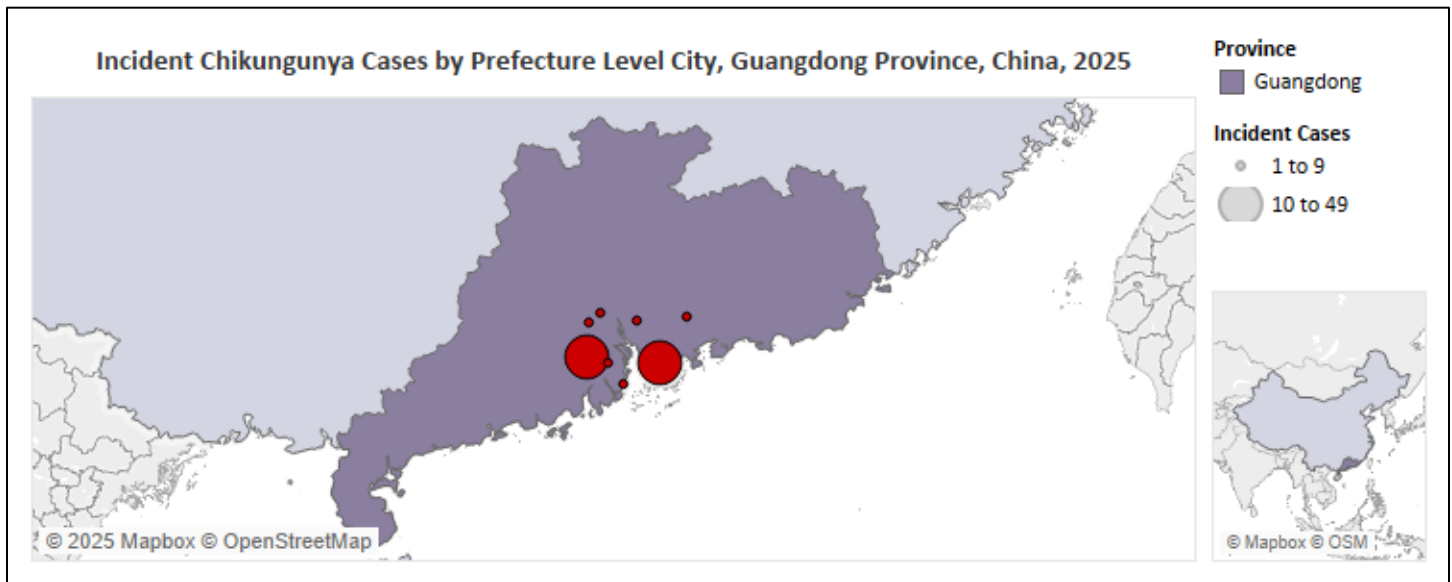 Incident Chikungunya Cases by Prefecture Level City, Guangdong Province, China, 2025
Province
Guangdong
Incident Cases
1 to 9
10 to 49
© 2025 Mapbox © OpenStreetMap
© Mapbox © OSM